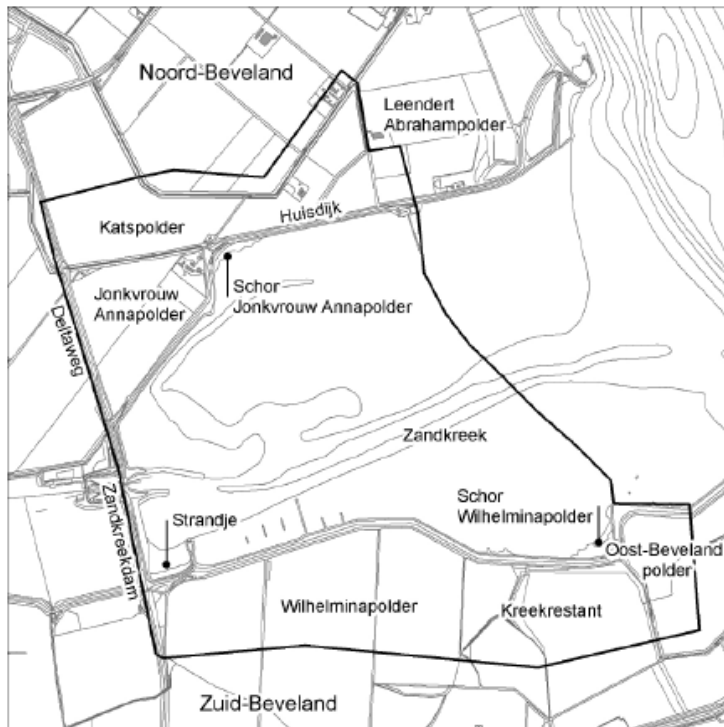 Noord-Beveland
Leendert
Abrahampolder
Huisdijk
Katspolder
Schor
Jonkvrouw Annapolder
Jonkvrouw
Annapolder
Deltaweg
Zandkreek
Schor
Wilhelminapolder
Zandkreekdam
Strandje
Oost-Beveland
polder
Wilhelminapolder
Kreekrestant
Zuid-Beveland